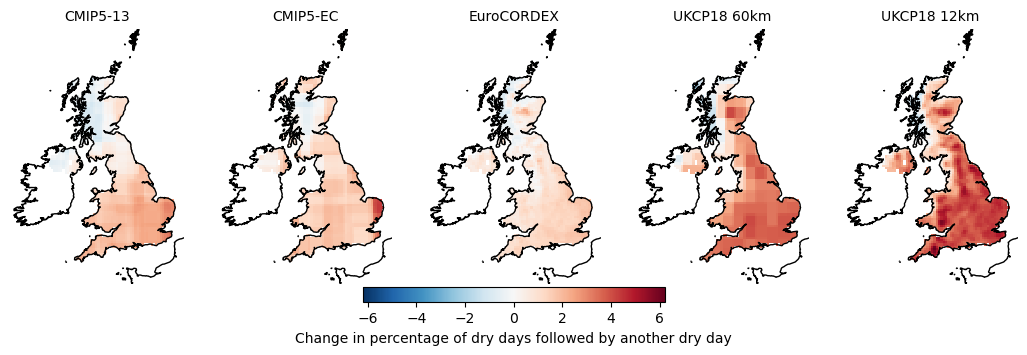 CMIP5-13 CMIP5-EC EuroCORDEX UKCP18 60km UKCP18 12km
−6 −4 −2 0 2 4 6
Change in percentage of dry days followed by another dry day